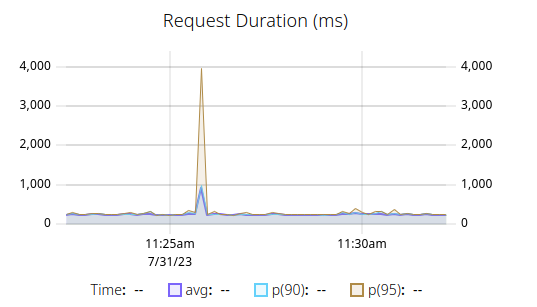 Request Duration (ms)
4,000 4,000
3,000 3,000
2,000 2,000
1,000 1,000
0 0
11:25am 11:30am
7/31/23
Time: -- avg: -- p(90): -- p(95): --